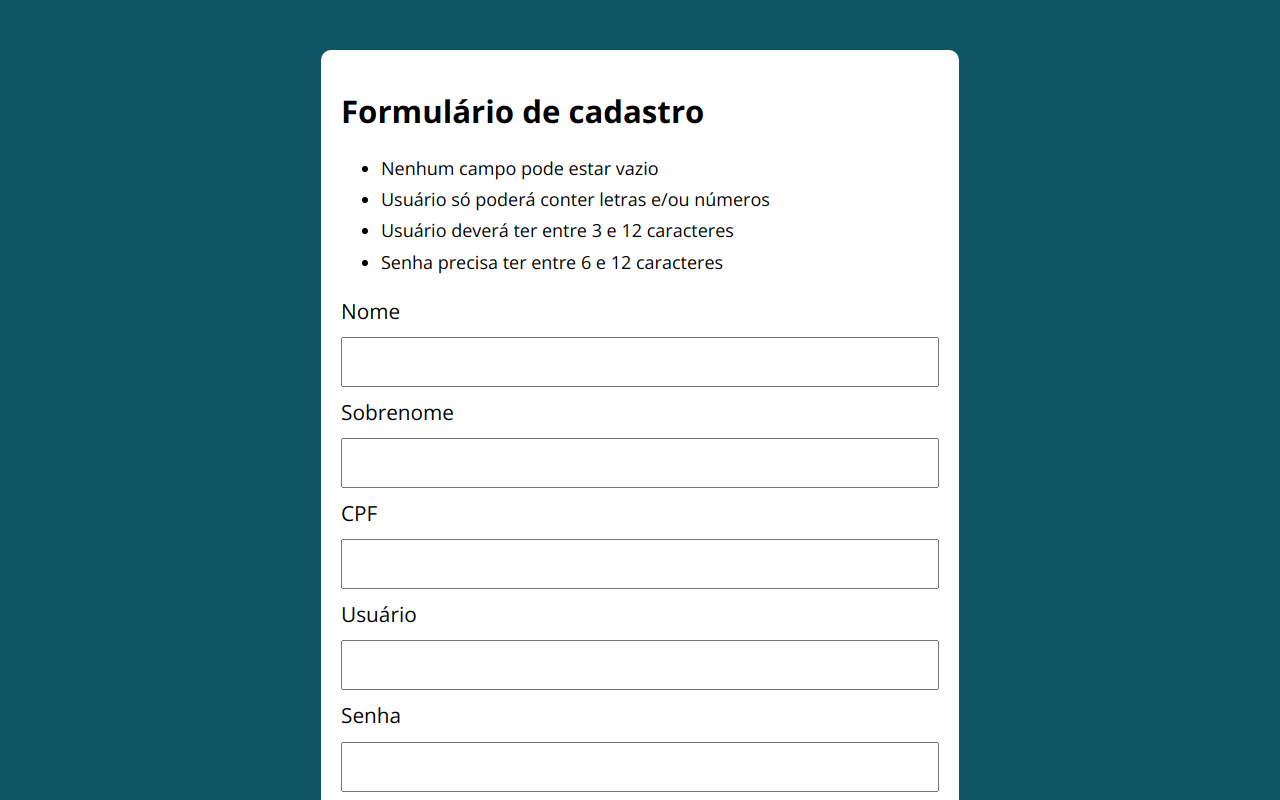 Formulário de cadastro
Nenhum campo pode estar vazio
Usuário só poderá conter letras e/ou números
Usuário deverá ter entre 3 e 12 caracteres
Senha precisa ter entre 6 e 12 caracteres
Nome
Sobrenome
CPF
Usuário
Senha